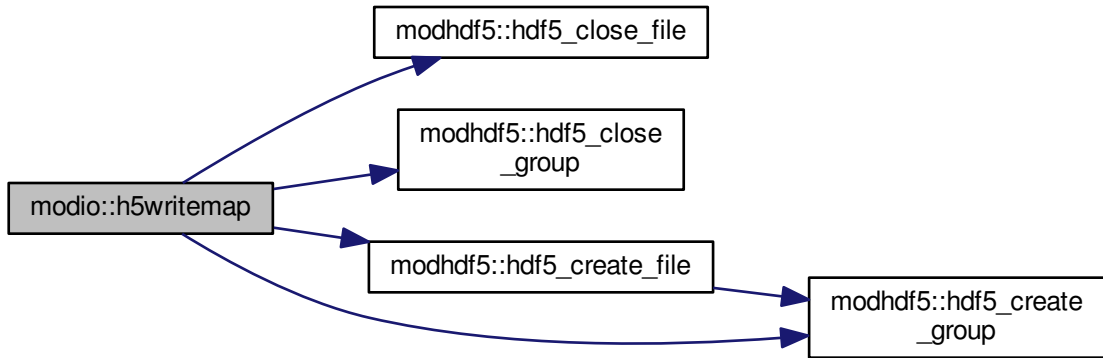 modhdf5::hdf5_close_file
modhdf5::hdf5_close
_group
modio::h5writemap
modhdf5::hdf5_create_file
modhdf5::hdf5_create
_group